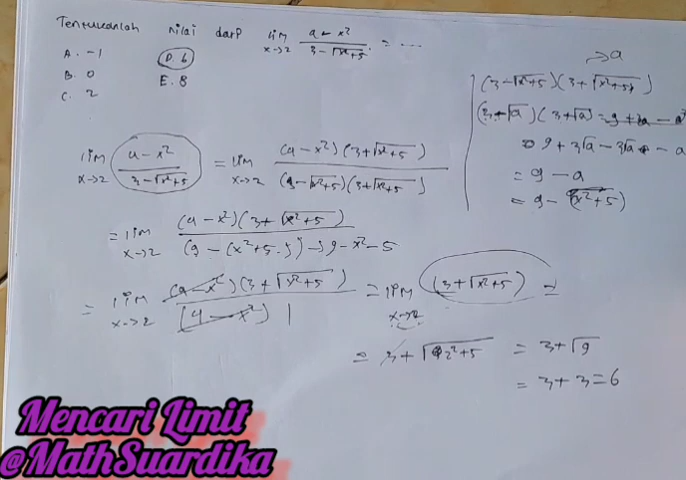 Tentukanlah nilai dari lim x→2 4 - x² / 3 - √x²+5 = ...
A. -1
B. 0
C. 2
D. 6
E. 8
→ a
(3 - √x²+5)(3 + √x²+5)
(3 - √a)(3 + √a) = 9
= 9 + 3√a - 3√a - a
= 9 - a
= 9 - (x²+5)
lim x→2 4 - x² / 3 - √x²+5 = lim x→2 (4 - x²)(3 + √x²+5) / (3 - √x²+5)(3 + √x²+5)
= lim x→2 (4 - x²)(3 + √x²+5) / (9 - (x²+5)) → 9 - x² - 5
= lim x→2 (4 - x²)(3 + √x²+5) / (4 - x²) 1 = lim x→2 (3 + √x²+5) =
= 3 + √2²+5 = 3 + √9
= 3 + 3 = 6
Mencari Limit
@MathSuardika